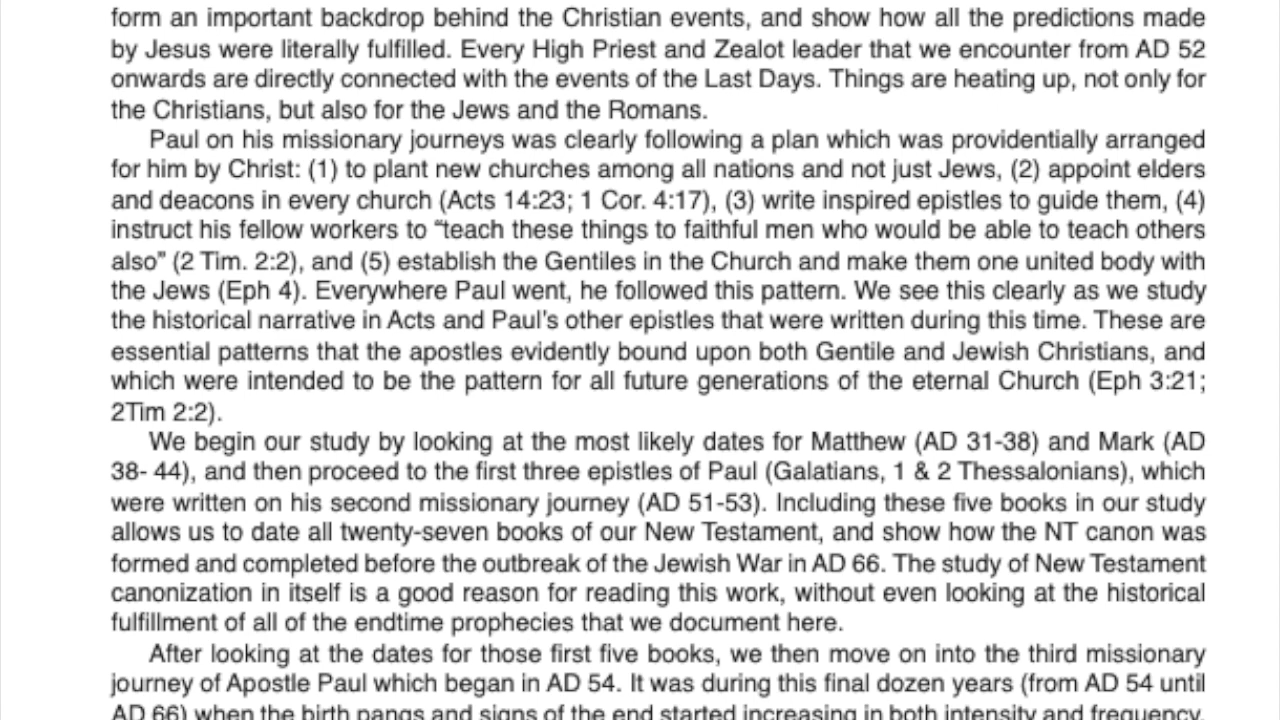 form an important backdrop behind the Christian events, and show how all the predictions made
by Jesus were literally fulfilled. Every High Priest and Zealot leader that we encounter from AD 52
onwards are directly connected with the events of the Last Days. Things are heating up, not only for
the Christians, but also for the Jews and the Romans.
Paul on his missionary journeys was clearly following a plan which was providentially arranged
for him by Christ: (1) to plant new churches among all nations and not just Jews, (2) appoint elders
and deacons in every church (Acts 14:23; 1 Cor. 4:17), (3) write inspired epistles to guide them, (4)
instruct his fellow workers to “teach these things to faithful men who would be able to teach others
also” (2 Tim. 2:2), and (5) establish the Gentiles in the Church and make them one united body with
the Jews (Eph 4). Everywhere Paul went, he followed this pattern. We see this clearly as we study
the historical narrative in Acts and Paul's other epistles that were written during this time. These are
essential patterns that the apostles evidently bound upon both Gentile and Jewish Christians, and
which were intended to be the pattern for all future generations of the eternal Church (Eph 3:21;
2Tim 2:2).
We begin our study by looking at the most likely dates for Matthew (AD 31-38) and Mark (AD
38- 44), and then proceed to the first three epistles of Paul (Galatians, 1 & 2 Thessalonians), which
were written on his second missionary journey (AD 51-53). Including these five books in our study
allows us to date all twenty-seven books of our New Testament, and show how the NT canon was
formed and completed before the outbreak of the Jewish War in AD 66. The study of New Testament
canonization in itself is a good reason for reading this work, without even looking at the historical
fulfillment of all of the endtime prophecies that we document here.
After looking at the dates for those first five books, we then move on into the third missionary
journey of Apostle Paul which began in AD 54. It was during this final dozen years (from AD 54 until
AD 66) when the birth pangs and signs of the end started increasing in both intensity and frequency,